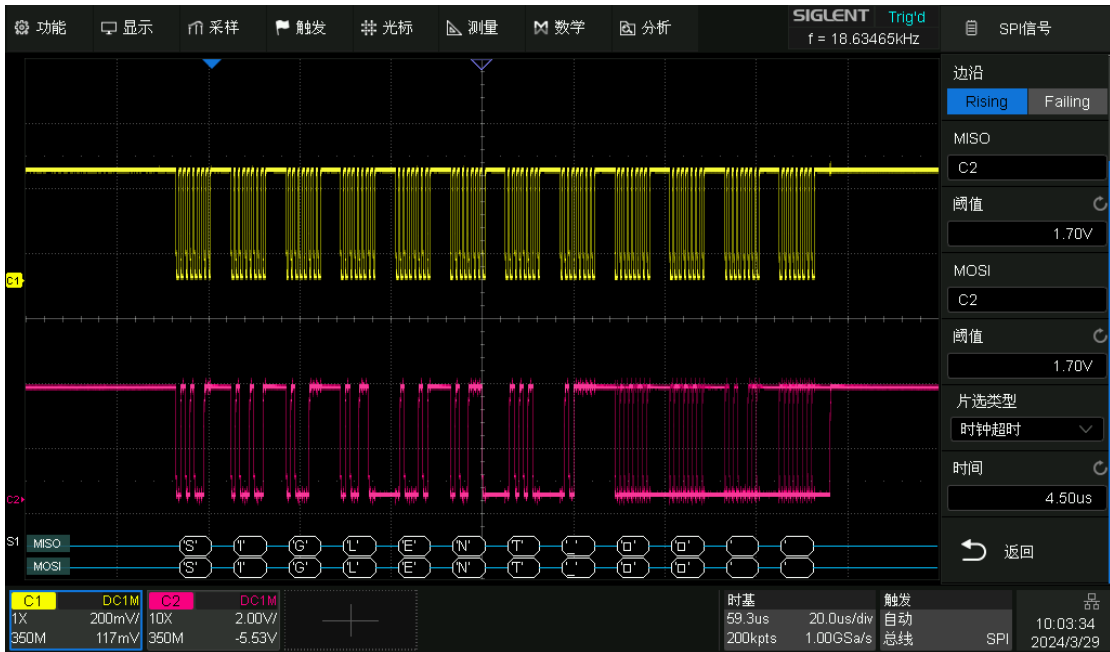 功能 显示 采样 触发 光标 测量 数学 分析 SIGLENT Trig'd SPI信号
f = 18.63465kHz
边沿
Rising Failing
MISO
C2
阈值
1.70V
MOSI
C2
阈值
1.70V
片选类型
时钟超时
时间
4.50us
返回
C1
C2
S1 MISO 'S' 'I' 'G' 'L' 'E' 'N' 'T' '_' '□' '□' ' ' ' '
MOSI 'S' 'I' 'G' 'L' 'E' 'N' 'T' '_' '□' '□' ' ' ' '
C1 DC1M C2 DC1M 时基 触发
1X 200mV/ 10X 2.00V/ 59.3us 20.0us/div 自动 10:03:34
350M 117mV 350M -5.53V 200kpts 1.00GSa/s 总线 SPI 2024/3/29